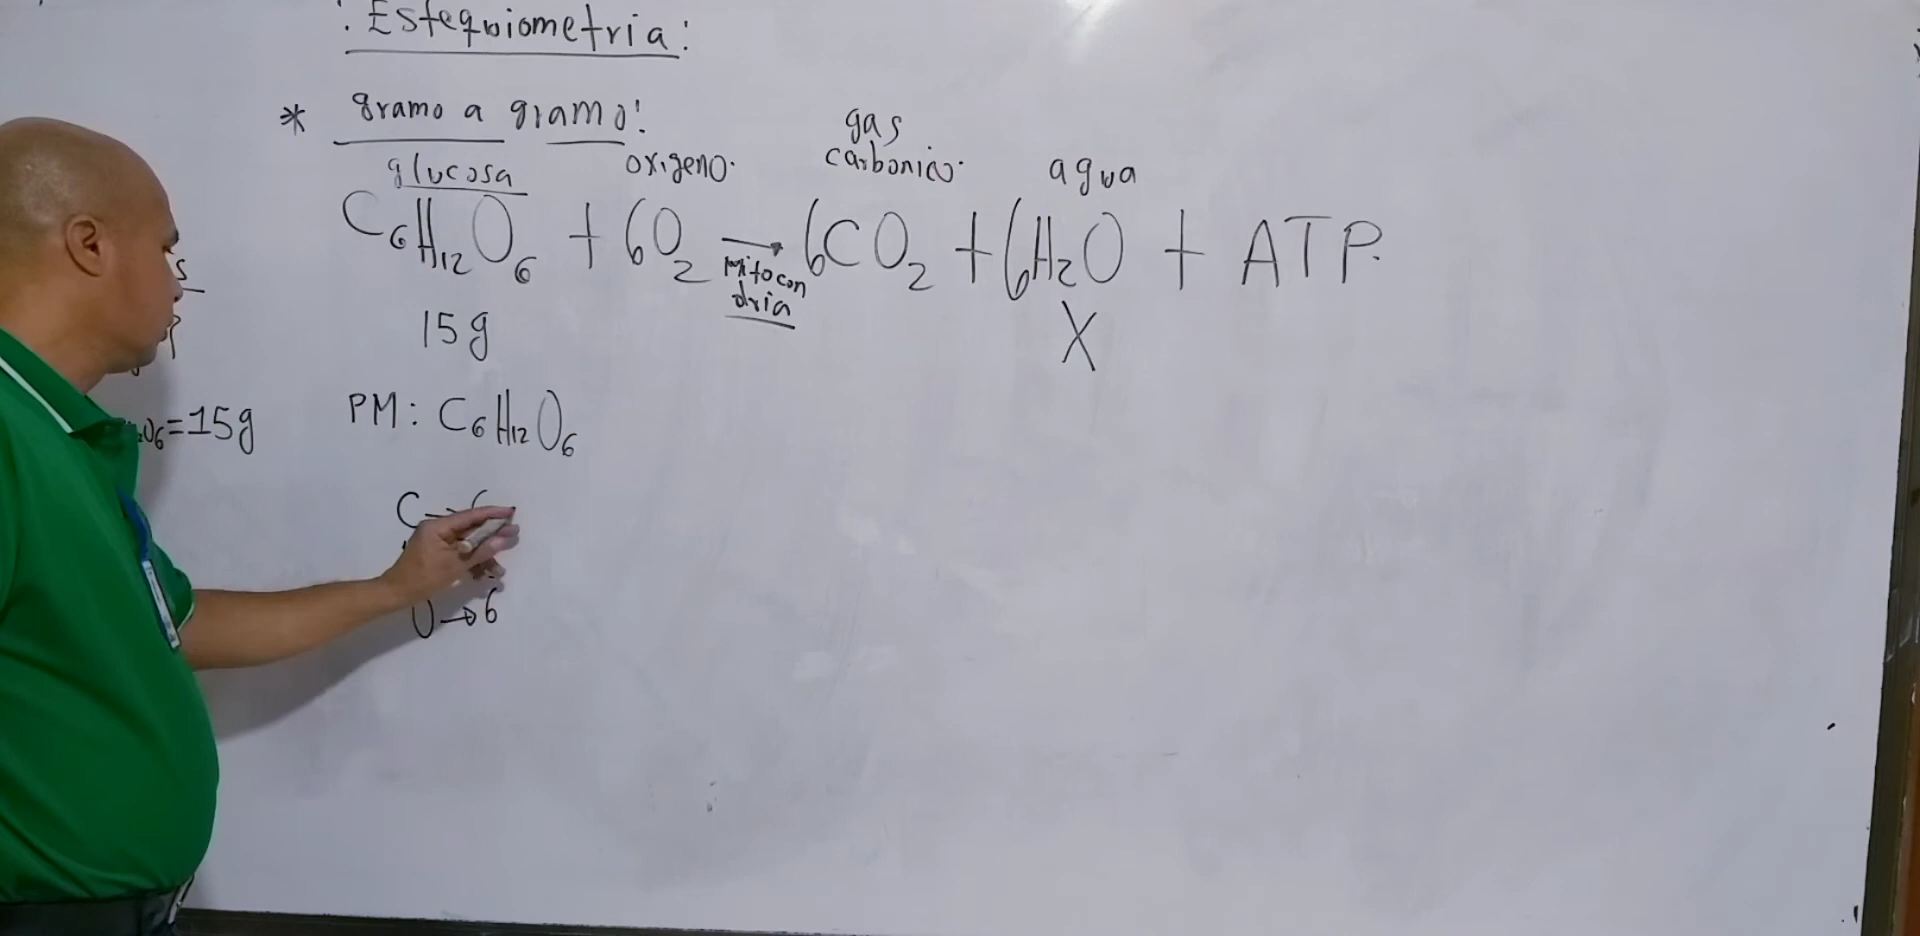 : Estequiometria :
* gramo a gramo:
glucosa oxigeno. gas carbonico. agua
C6H12O6 + 6O2 → 6CO2 + 6H2O + ATP.
Mitocon
dria
15g X
O6=15g PM: C6H12O6
C→6
O→6